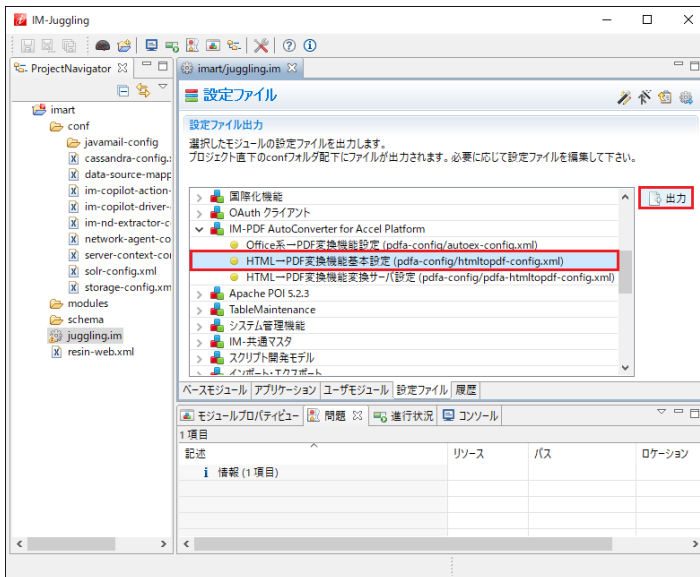 IM-Juggling
ProjectNavigator
imart/juggling.im
imart
conf
javamail-config
cassandra-config.:
data-source-mapp
im-copilot-action-
im-copilot-driver-
im-nd-extractor-c
network-agent-co
server-context-co
solr-config.xml
storage-config.xm
modules
schema
juggling.im
resin-web.xml
設定ファイル
設定ファイル出力
選択したモジュールの設定ファイルを出力します。
プロジェクト直下のconfフォルダ配下にファイルが出力されます。必要に応じて設定ファイルを編集して下さい。
国際化機能
OAuth クライアント
IM-PDF AutoConverter for Accel Platform
Office系→PDF変換機能設定 (pdfa-config/autoex-config.xml)
HTML→PDF変換機能基本設定 (pdfa-config/htmltopdf-config.xml)
HTML→PDF変換機能変換サーバ設定 (pdfa-config/pdfa-htmltopdf-config.xml)
Apache POI 5.2.3
TableMaintenance
システム管理機能
IM-共通マスタ
スクリプト開発モデル
インポート・エクスポート
出力
ベースモジュール アプリケーション ユーザモジュール 設定ファイル 履歴
モジュールプロパティビュー 問題 進行状況 コンソール
1 項目
記述 リソース パス ロケーション
情報 (1 項目)